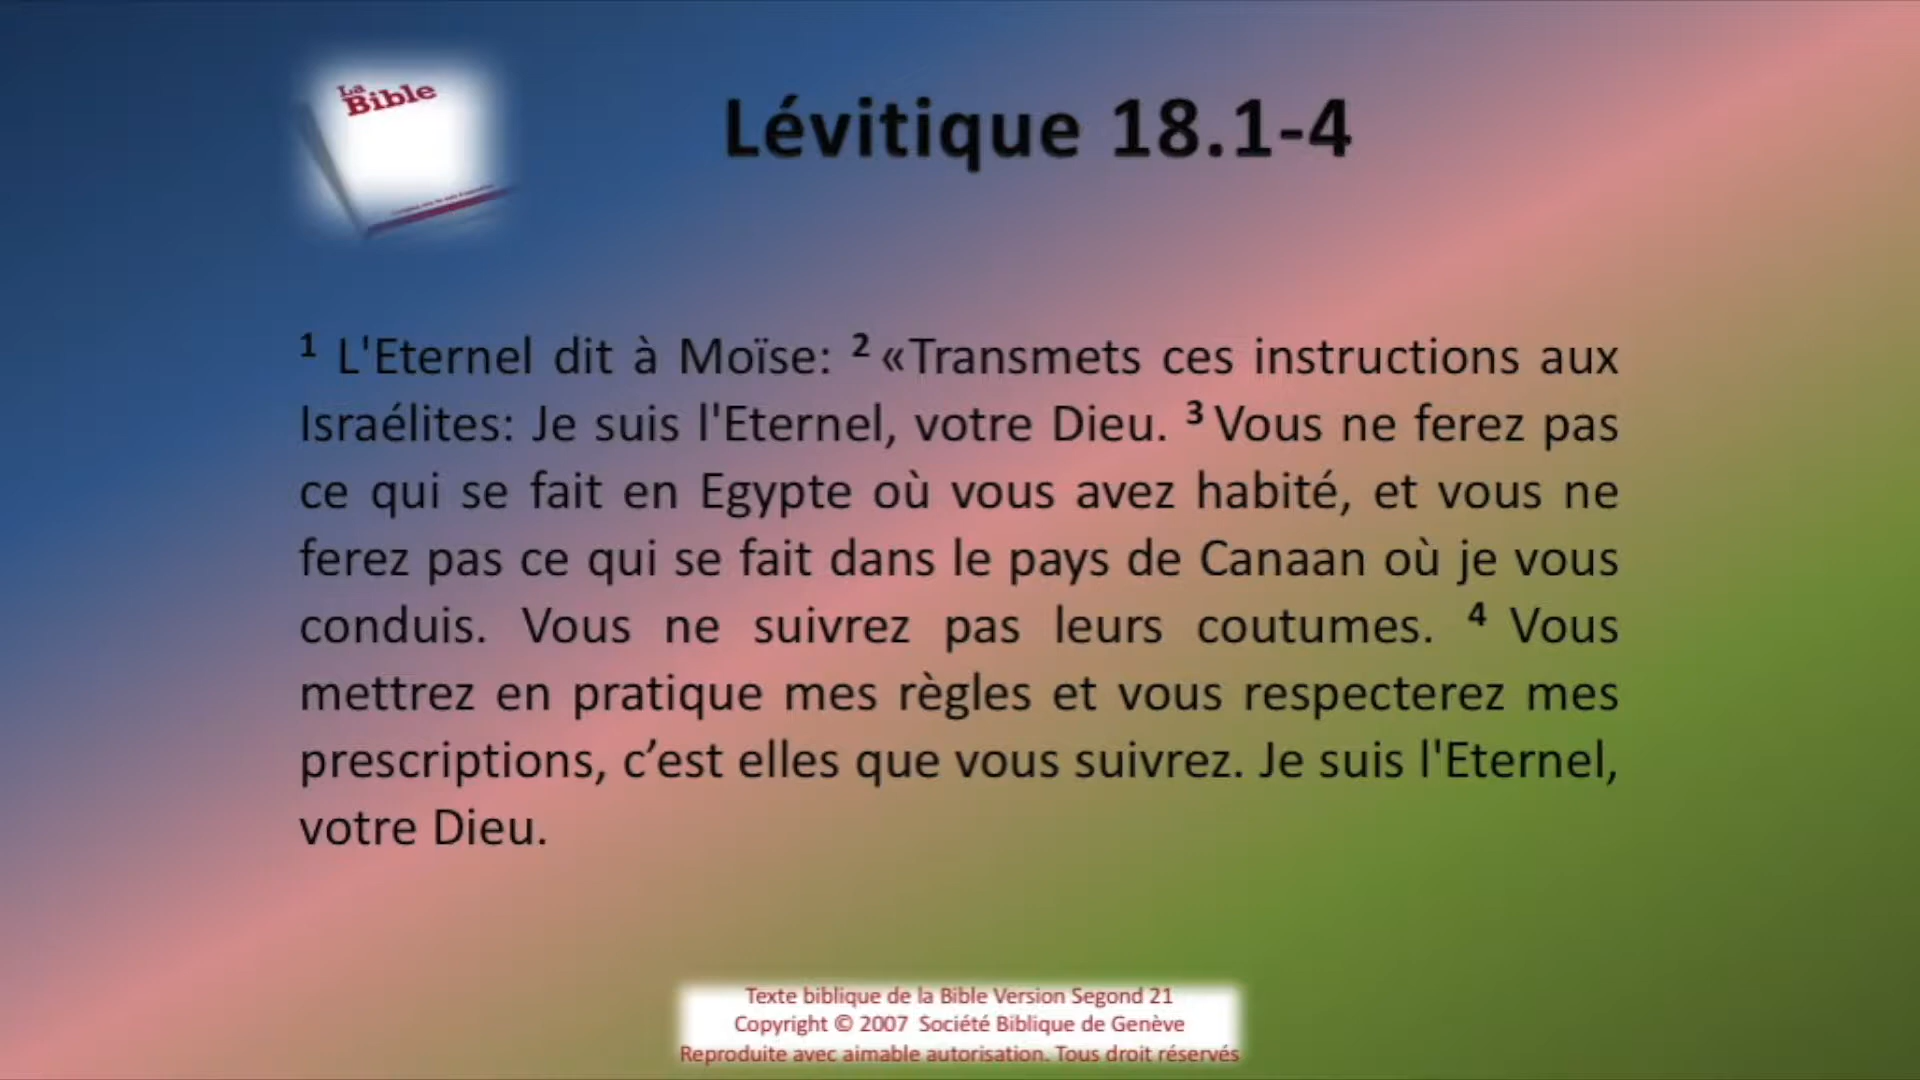 La
Bible
Lévitique 18.1-4
¹ L'Eternel dit à Moïse: ² «Transmets ces instructions aux
Israélites: Je suis l'Eternel, votre Dieu. ³ Vous ne ferez pas
ce qui se fait en Egypte où vous avez habité, et vous ne
ferez pas ce qui se fait dans le pays de Canaan où je vous
conduis. Vous ne suivrez pas leurs coutumes. ⁴ Vous
mettrez en pratique mes règles et vous respecterez mes
prescriptions, c’est elles que vous suivrez. Je suis l'Eternel,
votre Dieu.
Texte biblique de la Bible Version Segond 21
Copyright © 2007 Société Biblique de Genève
Reproduite avec aimable autorisation. Tous droit réservés